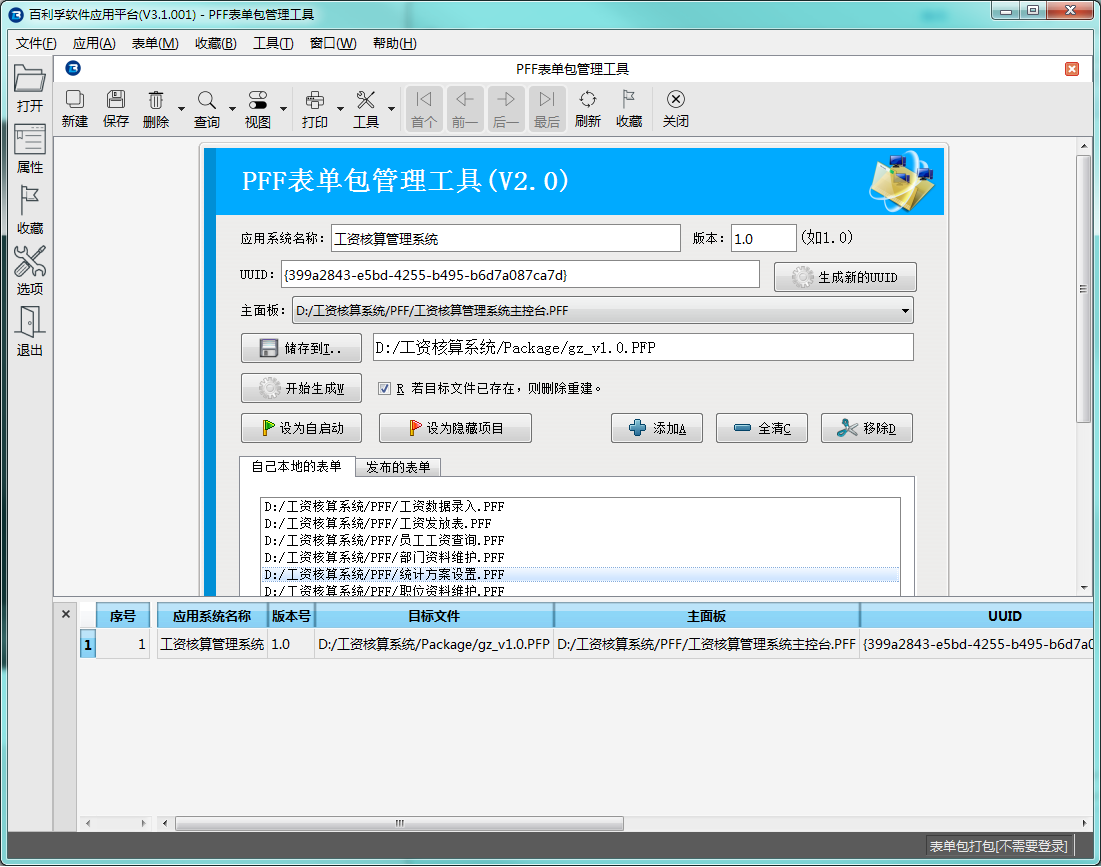 百利孚软件应用平台(V3.1.001) - PFF表单包管理工具
文件(F) 应用(A) 表单(M) 收藏(B) 工具(T) 窗口(W) 帮助(H)
PFF表单包管理工具
打开
属性
收藏
选项
退出
新建 保存 删除 查询 视图 打印 工具 首个 前一 后一 最后 刷新 收藏 关闭
PFF表单包管理工具(V2.0)
应用系统名称: 工资核算管理系统 版本: 1.0 (如1.0)
UUID: {399a2843-e5bd-4255-b495-b6d7a087ca7d} 生成新的UUID
主面板: D:/工资核算系统/PFF/工资核算管理系统主控台.PFF
储存到T.. D:/工资核算系统/Package/gz_v1.0.PFP
开始生成W R 若目标文件已存在，则删除重建。
设为自启动 设为隐藏项目 添加A 全清C 移除D
自己本地的表单 发布的表单
D:/工资核算系统/PFF/工资数据录入.PFF
D:/工资核算系统/PFF/工资发放表.PFF
D:/工资核算系统/PFF/员工工资查询.PFF
D:/工资核算系统/PFF/部门资料维护.PFF
D:/工资核算系统/PFF/统计方案设置.PFF
D:/工资核算系统/PFF/职位资料维护.PFF
序号 应用系统名称 版本号 目标文件 主面板 UUID
1 1 工资核算管理系统 1.0 D:/工资核算系统/Package/gz_v1.0.PFP D:/工资核算系统/PFF/工资核算管理系统主控台.PFF {399a2843-e5bd-4255-b495-b6d7a0
表单包打包[不需要登录]